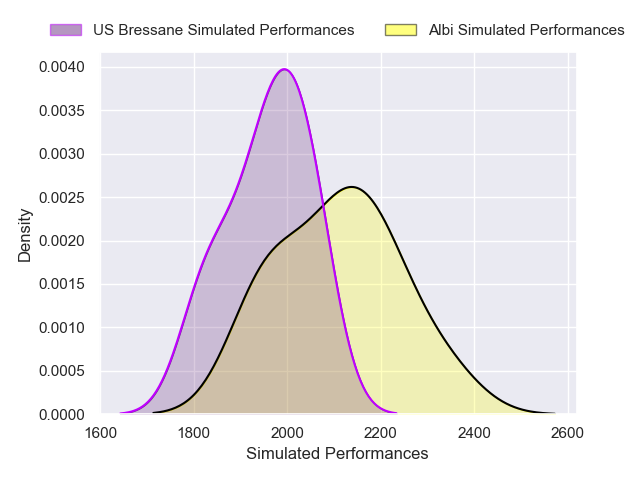 US Bressane Simulated Performances Albi Simulated Performances
0.0040
0.0035
0.0030
0.0025
0.0020
0.0015
0.0010
0.0005
0.0000
Density
1600 1800 2000 2200 2400 2600
Simulated Performances